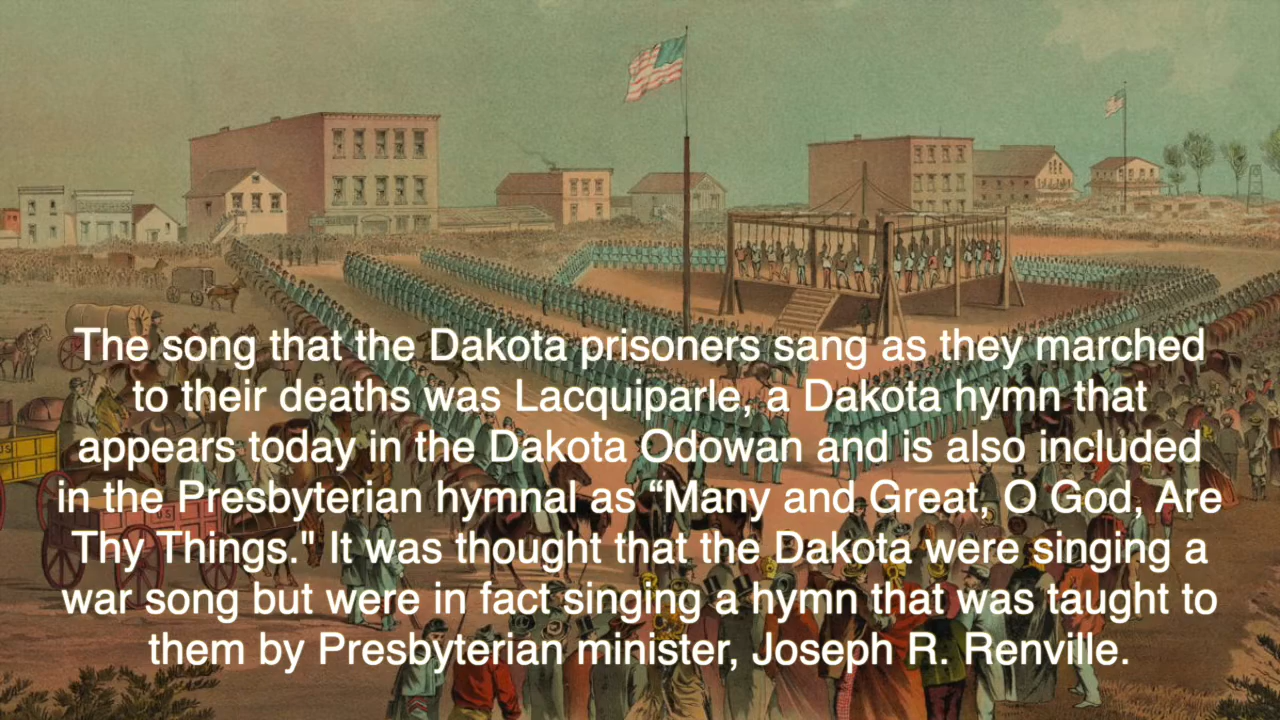 The song that the Dakota prisoners sang as they marched
to their deaths was Lacquiparle, a Dakota hymn that
appears today in the Dakota Odowan and is also included
in the Presbyterian hymnal as “Many and Great, O God, Are
Thy Things." It was thought that the Dakota were singing a
war song but were in fact singing a hymn that was taught to
them by Presbyterian minister, Joseph R. Renville.
US
U.S